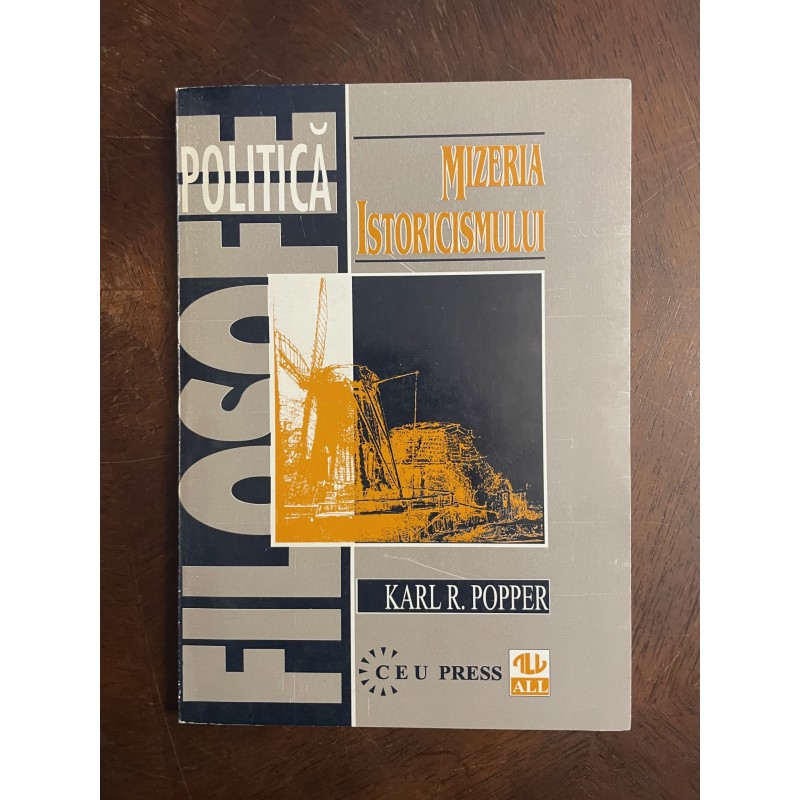 FILOSOFIE
POLITICĂ
MIZERIA
ISTORICISMULUI
KARL R. POPPER
CEU PRESS
ALL